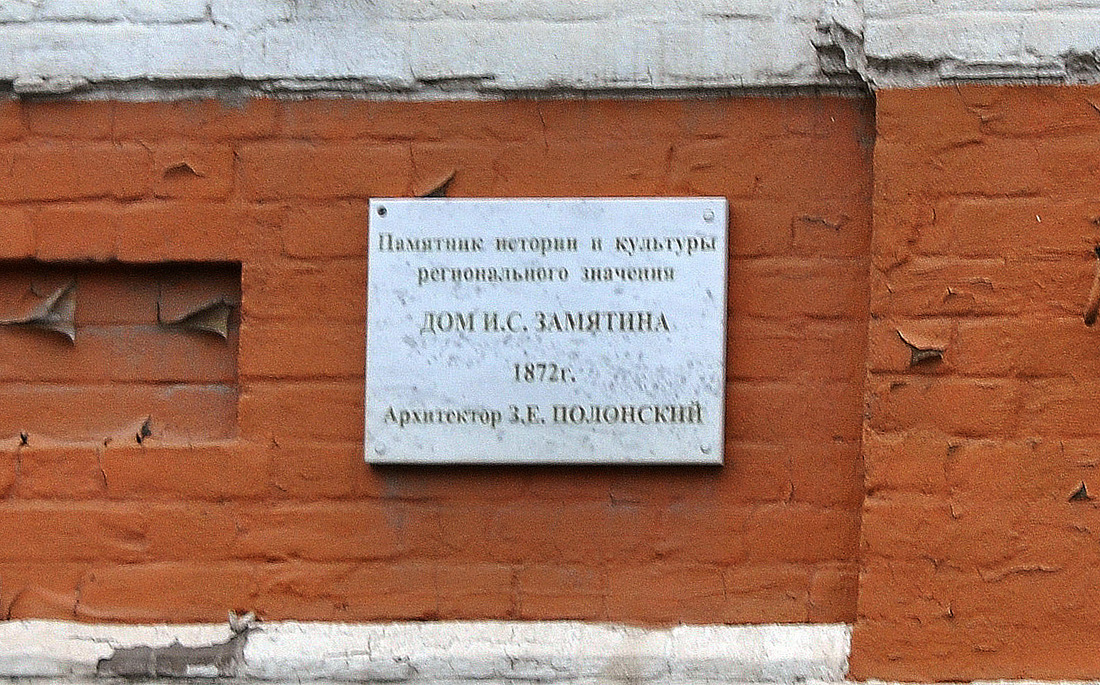 Памятник истории и культуры
регионального значения
ДОМ И.С. ЗАМЯТИНА
1872г.
Архитектор З.Е. ПОЛОНСКИЙ